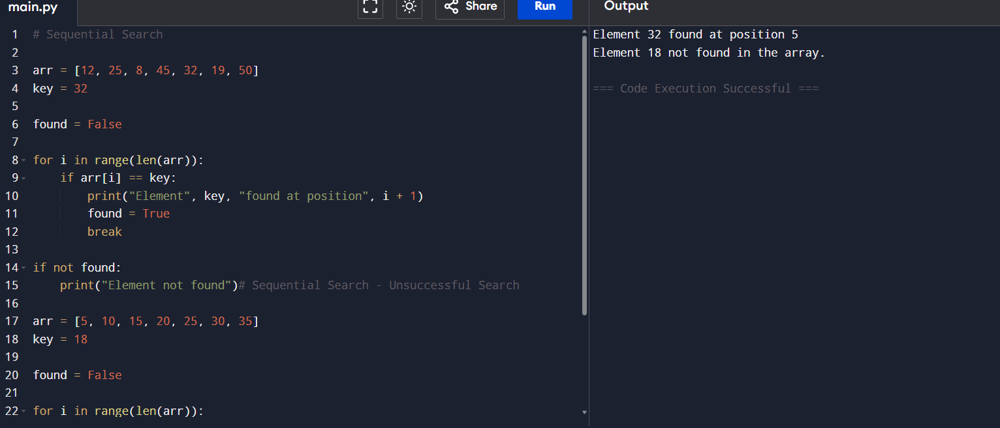 main.py
Share
Run
Output
1 # Sequential Search
2
3 arr = [12, 25, 8, 45, 32, 19, 50]
4 key = 32
5
6 found = False
7
8 for i in range(len(arr)):
9     if arr[i] == key:
10         print("Element", key, "found at position", i + 1)
11         found = True
12         break
13
14 if not found:
15     print("Element not found")# Sequential Search - Unsuccessful Search
16
17 arr = [5, 10, 15, 20, 25, 30, 35]
18 key = 18
19
20 found = False
21
22 for i in range(len(arr)):
Element 32 found at position 5
Element 18 not found in the array.
=== Code Execution Successful ===